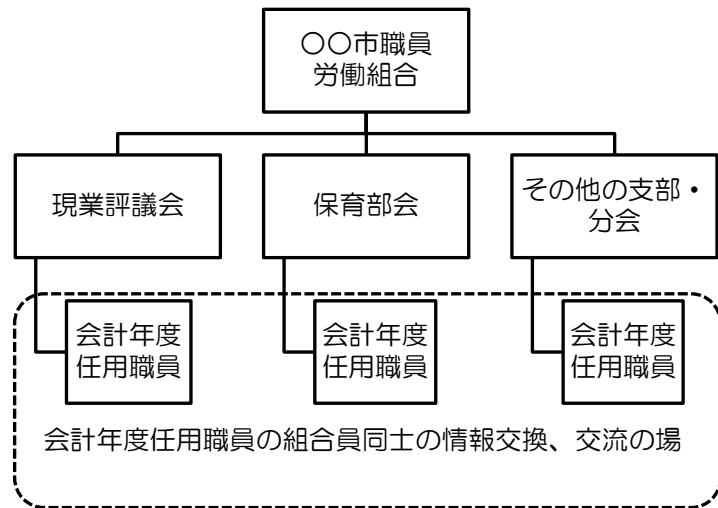 〇〇市職員
労働組合
現業評議会
保育部会
その他の支部・
分会
会計年度
任用職員
会計年度
任用職員
会計年度
任用職員
会計年度任用職員の組合員同士の情報交換、交流の場